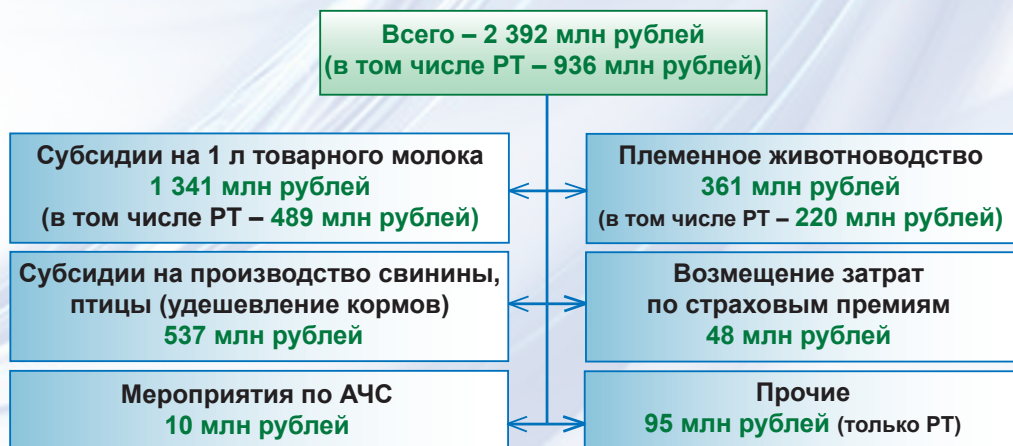 Всего – 2 392 млн рублей
(в том числе РТ – 936 млн рублей)
Субсидии на 1 л товарного молока
1 341 млн рублей
(в том числе РТ – 489 млн рублей)
Племенное животноводство
361 млн рублей
(в том числе РТ – 220 млн рублей)
Субсидии на производство свинины,
птицы (удешевление кормов)
537 млн рублей
Возмещение затрат
по страховым премиям
48 млн рублей
Мероприятия по АЧС
10 млн рублей
Прочие
95 млн рублей (только РТ)